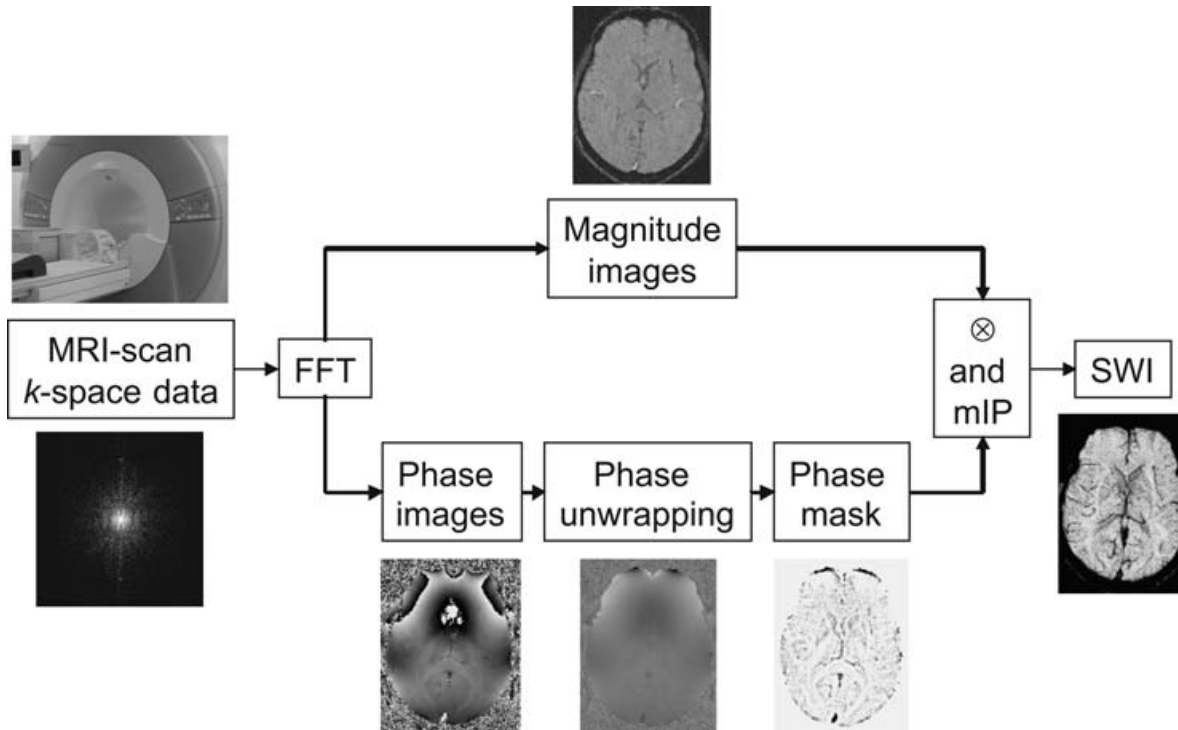 Magnitude
images
MRI-scan
k-space data
FFT
⊗
and
mIP
SWI
Phase
images
Phase
unwrapping
Phase
mask